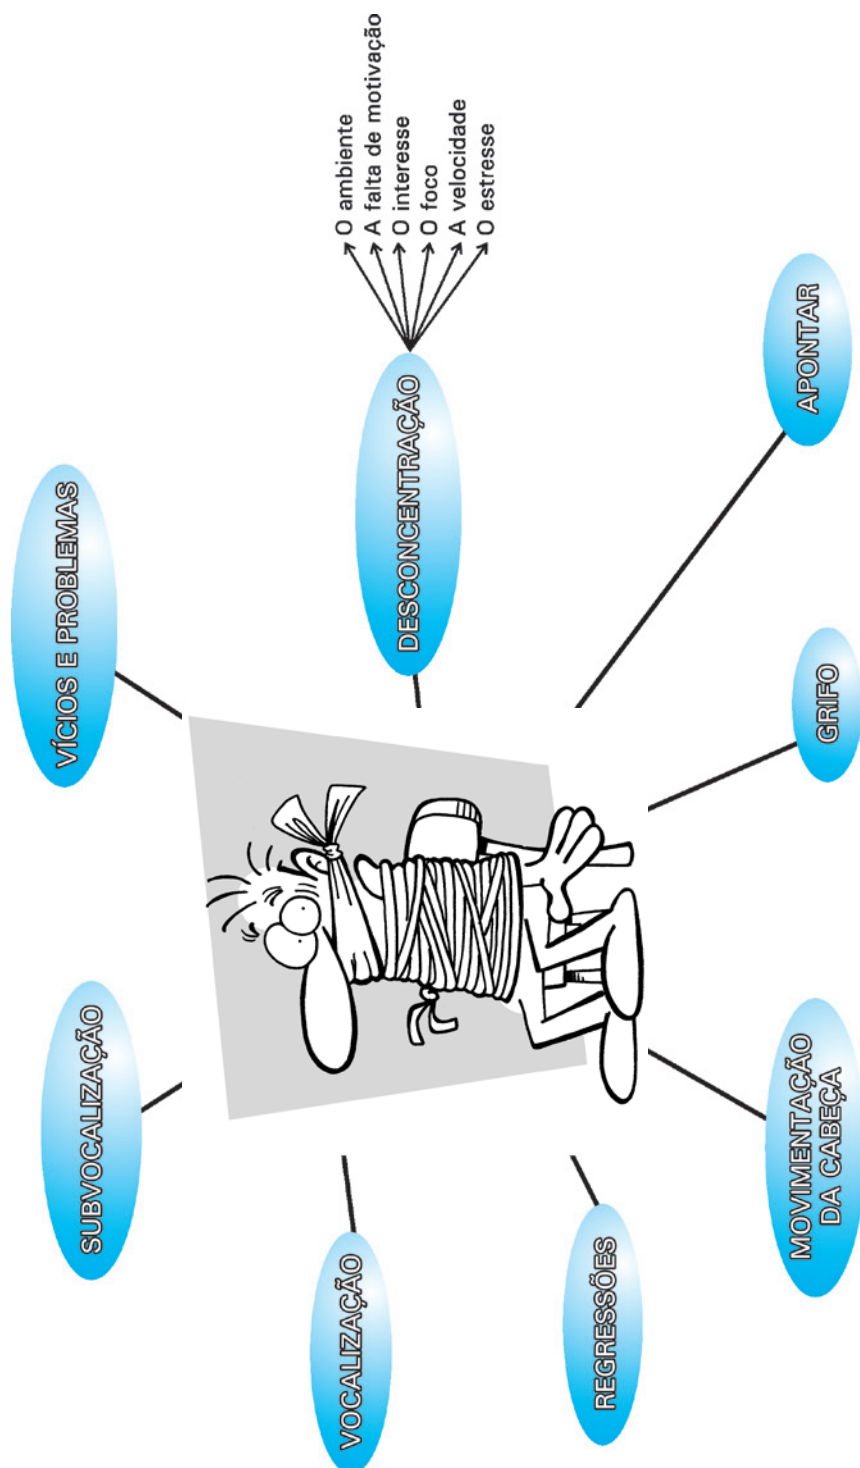 SUBVOCALIZAÇÃO
VÍCIOS E PROBLEMAS
VOCALIZAÇÃO
DESCONCENTRAÇÃO
O ambiente
A falta de motivação
O interesse
O foco
A velocidade
O estresse
REGRESSÕES
MOVIMENTAÇÃO
DA CABEÇA
GRIFO
APONTAR